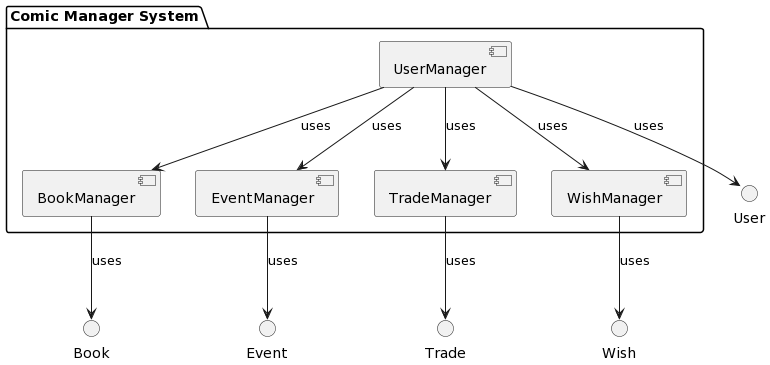 Comic Manager System
UserManager
uses
uses
uses
uses
uses
BookManager
EventManager
TradeManager
WishManager
User
uses
uses
uses
uses
Book
Event
Trade
Wish